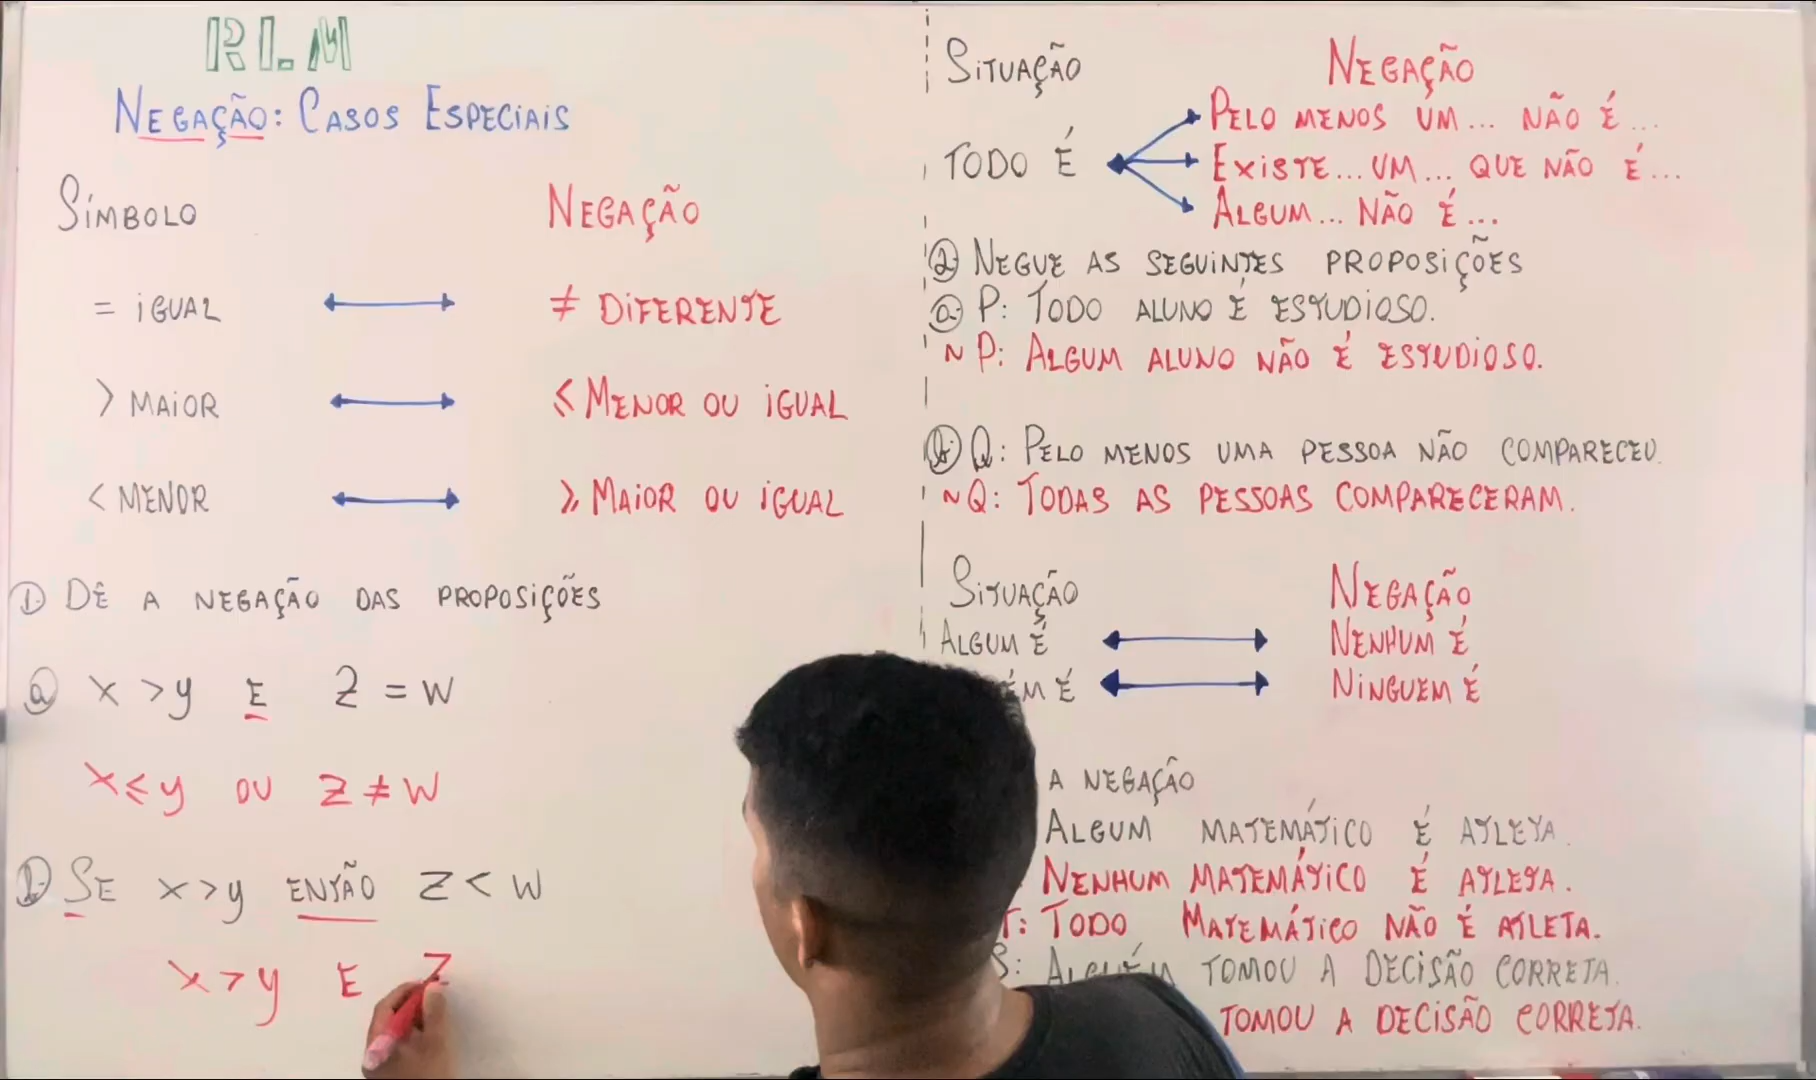 RLM
NEGAÇÃO: CASOS ESPECIAIS
SÍMBOLO NEGAÇÃO
= IGUAL ≠ DIFERENTE
> MAIOR ≤ MENOR OU IGUAL
< MENOR ≥ MAIOR OU IGUAL
1 DÊ A NEGAÇÃO DAS PROPOSIÇÕES
a x > y E Z = W
x ≤ y OU Z ≠ W
b SE x > y ENTÃO Z < W
x > y E Z
SITUAÇÃO NEGAÇÃO
TODO É
PELO MENOS UM... NÃO É...
EXISTE... UM... QUE NÃO É...
ALGUM... NÃO É...
2 NEGUE AS SEGUINTES PROPOSIÇÕES
a P: TODO ALUNO É ESTUDIOSO.
~P: ALGUM ALUNO NÃO É ESTUDIOSO.
b Q: PELO MENOS UMA PESSOA NÃO COMPARECEU.
~Q: TODAS AS PESSOAS COMPARECERAM.
SITUAÇÃO NEGAÇÃO
ALGUM É NENHUM É
ÉM É NINGUEM É
A NEGAÇÃO
ALGUM MATEMÁTICO É ATLETA.
NENHUM MATEMÁTICO É ATLETA.
T: TODO MATEMÁTICO NÃO É ATLETA.
S: ALGUÉM TOMOU A DECISÃO CORRETA.
TOMOU A DECISÃO CORRETA.